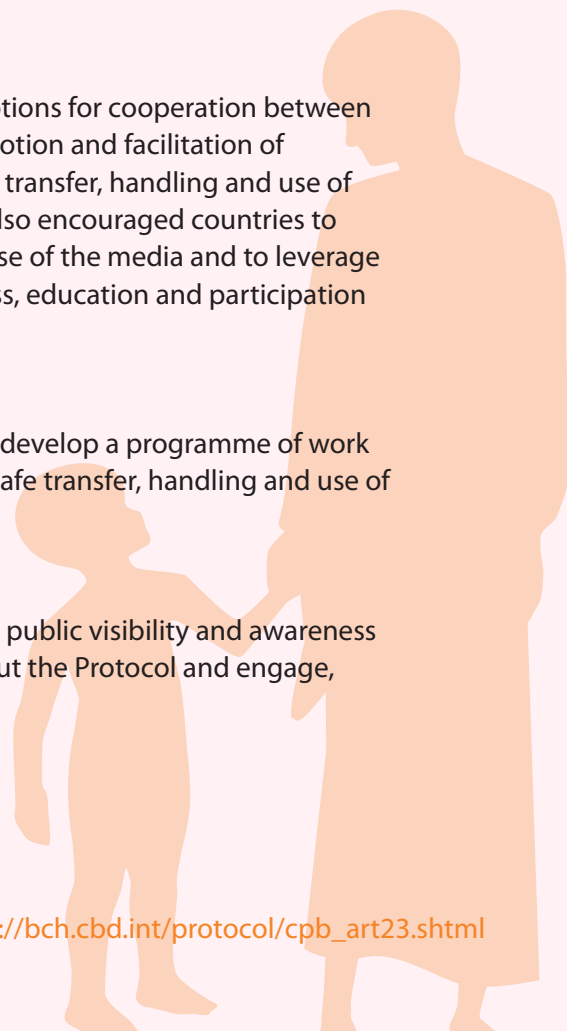 tions for cooperation between
otion and facilitation of
transfer, handling and use of
lso encouraged countries to
se of the media and to leverage
ss, education and participation
develop a programme of work
afe transfer, handling and use of
public visibility and awareness
ut the Protocol and engage,
://bch.cbd.int/protocol/cpb_art23.shtml